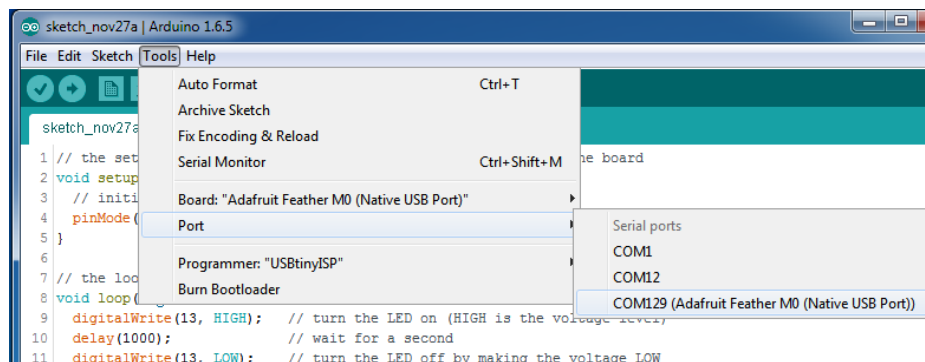 sketch_nov27a | Arduino 1.6.5
File Edit Sketch Tools Help
Auto Format Ctrl+T
Archive Sketch
Fix Encoding & Reload
Serial Monitor Ctrl+Shift+M
Board: "Adafruit Feather M0 (Native USB Port)"
Port
Programmer: "USBtinyISP"
Burn Bootloader
Serial ports
COM1
COM12
COM129 (Adafruit Feather M0 (Native USB Port))
sketch_nov27a
1 // the set he board
2 void setup
3 // initi
4 pinMode(
5 }
6
7 // the loo
8 void loop(
9 digitalWrite(13, HIGH); // turn the LED on (HIGH is the voltage level)
10 delay(1000); // wait for a second
11 digitalWrite(13, LOW); // turn the LED off by making the voltage LOW